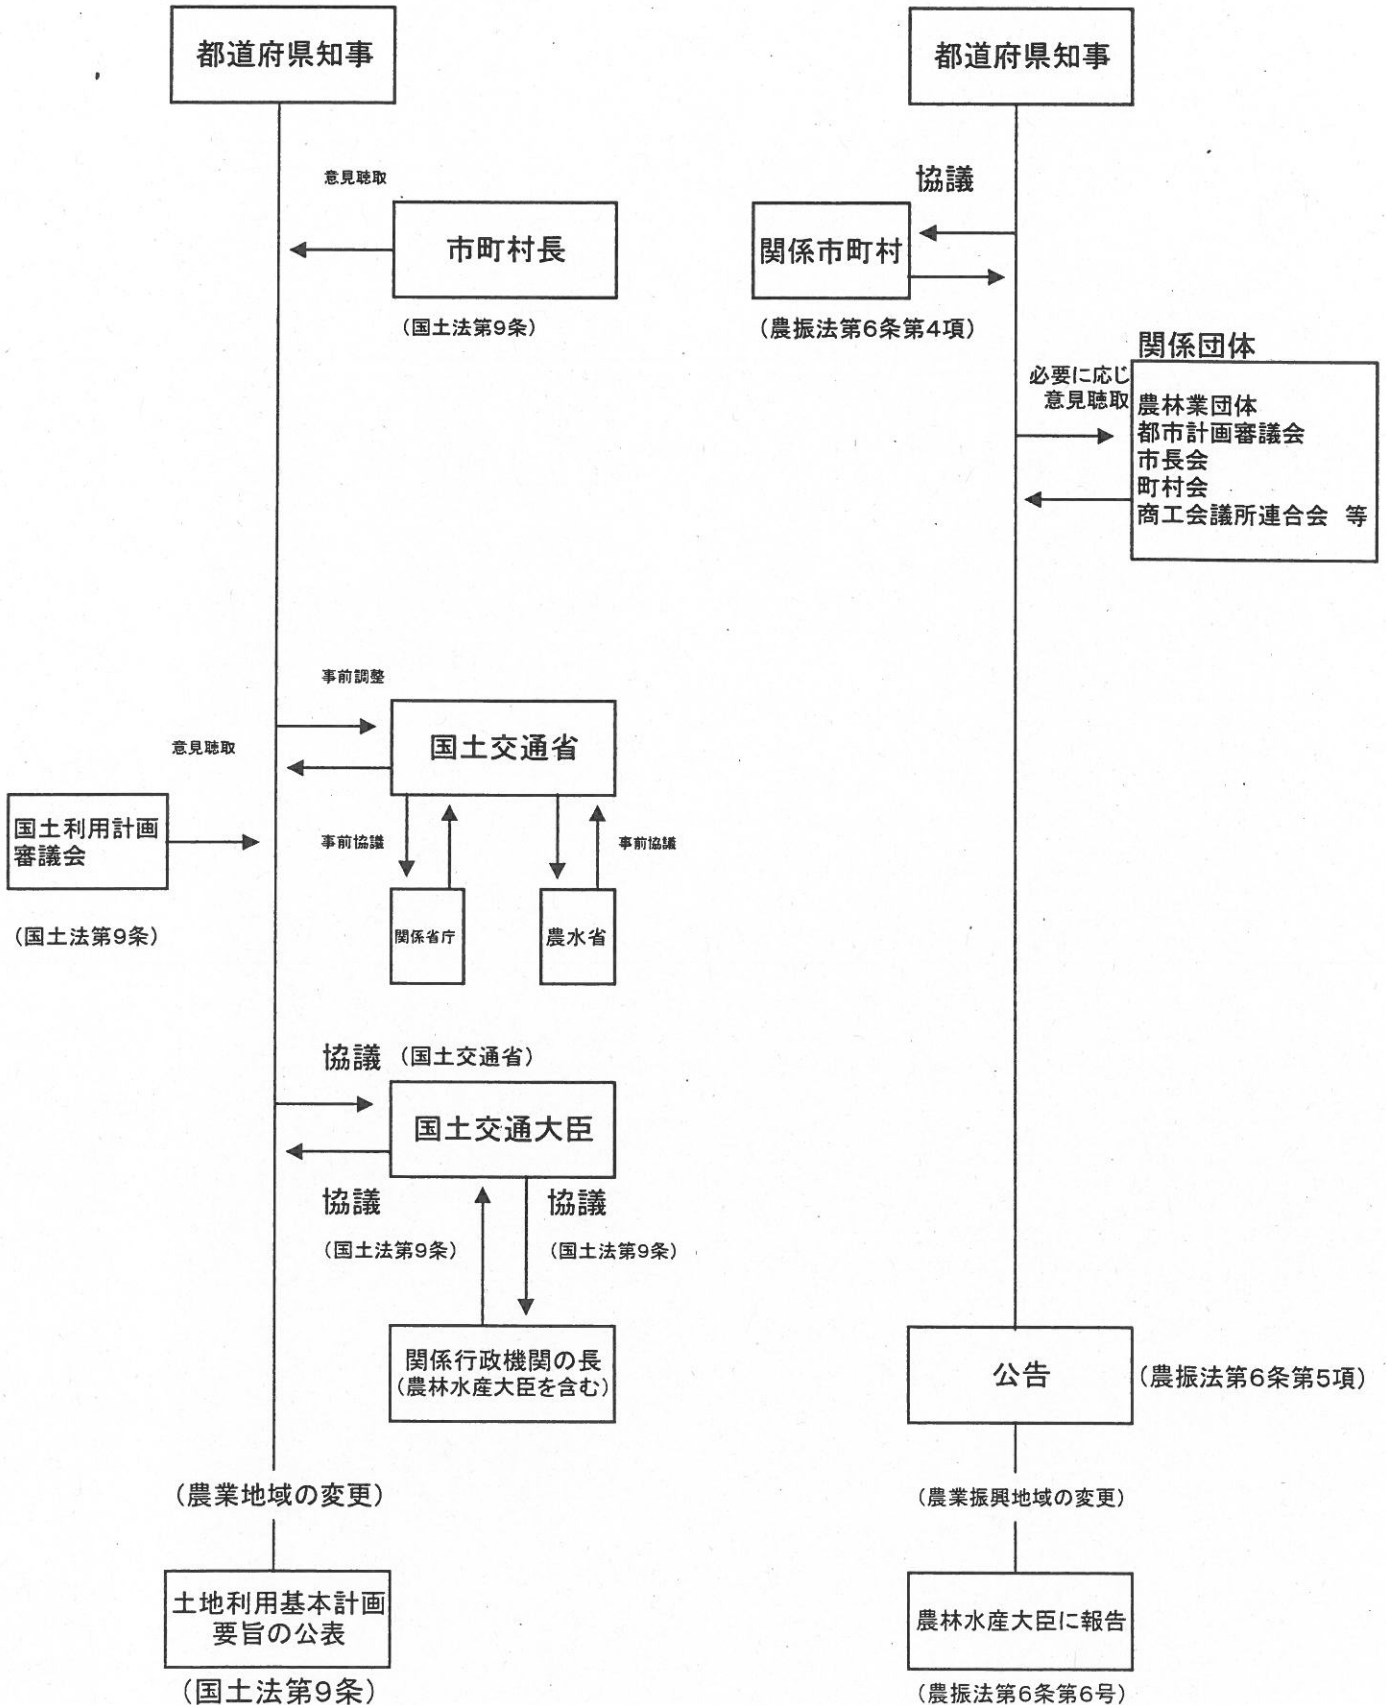 都道府県知事
意見聴取
市町村長
（国土法第9条）
事前調整
国土交通省
意見聴取
国土利用計画
審議会
（国土法第9条）
事前協議
事前協議
関係省庁
農水省
協議 （国土交通省）
国土交通大臣
協議
（国土法第9条）
協議
（国土法第9条）
関係行政機関の長
（農林水産大臣を含む）
（農業地域の変更）
土地利用基本計画
要旨の公表
（国土法第9条）
都道府県知事
協議
関係市町村
（農振法第6条第4項）
関係団体
必要に応じ
意見聴取
農林業団体
都市計画審議会
市長会
町村会
商工会議所連合会 等
公告
（農振法第6条第5項）
（農業振興地域の変更）
農林水産大臣に報告
（農振法第6条第6号）